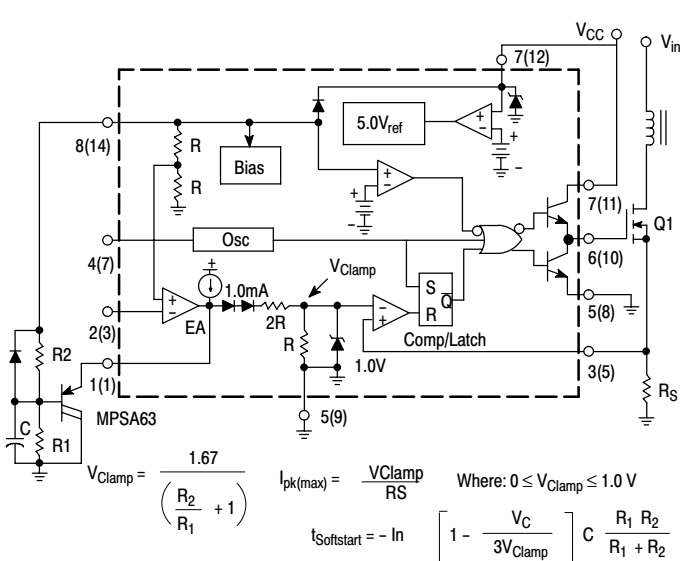 VCC
Vin
7(12)
8(14)
R
R
Bias
5.0Vref
+
-
+
-
+
-
+
-
7(11)
Q1
4(7)
Osc
6(10)
+
VClamp
1.0mA
S
Q
R
5(8)
2(3)
+
-
EA
2R
R
-
+
Comp/Latch
1.0V
3(5)
R2
1(1)
MPSA63
5(9)
RS
C
R1
VClamp = 1.67 / (R2 / R1 + 1)
Ipk(max) = VClamp / RS
Where: 0 ≤ VClamp ≤ 1.0 V
tSoftstart = - In [1 - VC / 3VClamp] C R1 R2 / R1 + R2